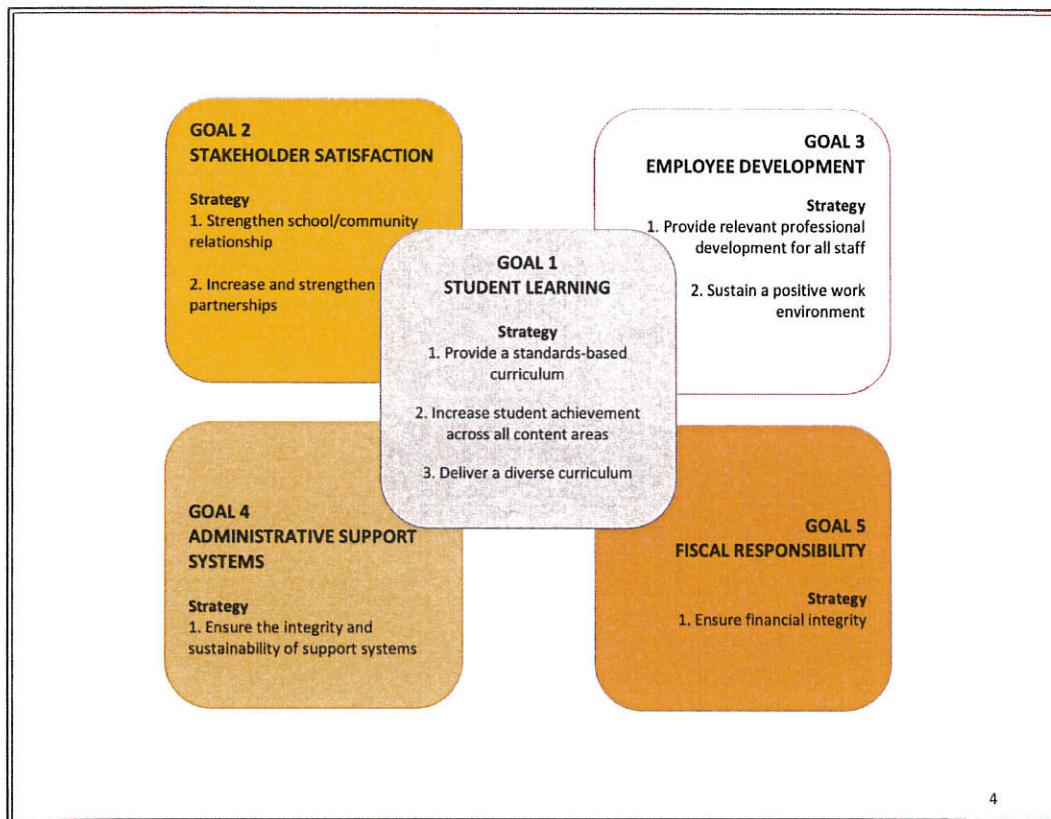 GOAL 2
STAKEHOLDER SATISFACTION
Strategy
1. Strengthen school/community
relationship
2. Increase and strengthen
partnerships
GOAL 3
EMPLOYEE DEVELOPMENT
Strategy
1. Provide relevant professional
development for all staff
2. Sustain a positive work
environment
GOAL 1
STUDENT LEARNING
Strategy
1. Provide a standards-based
curriculum
2. Increase student achievement
across all content areas
3. Deliver a diverse curriculum
GOAL 4
ADMINISTRATIVE SUPPORT
SYSTEMS
Strategy
1. Ensure the integrity and
sustainability of support systems
GOAL 5
FISCAL RESPONSIBILITY
Strategy
1. Ensure financial integrity
4